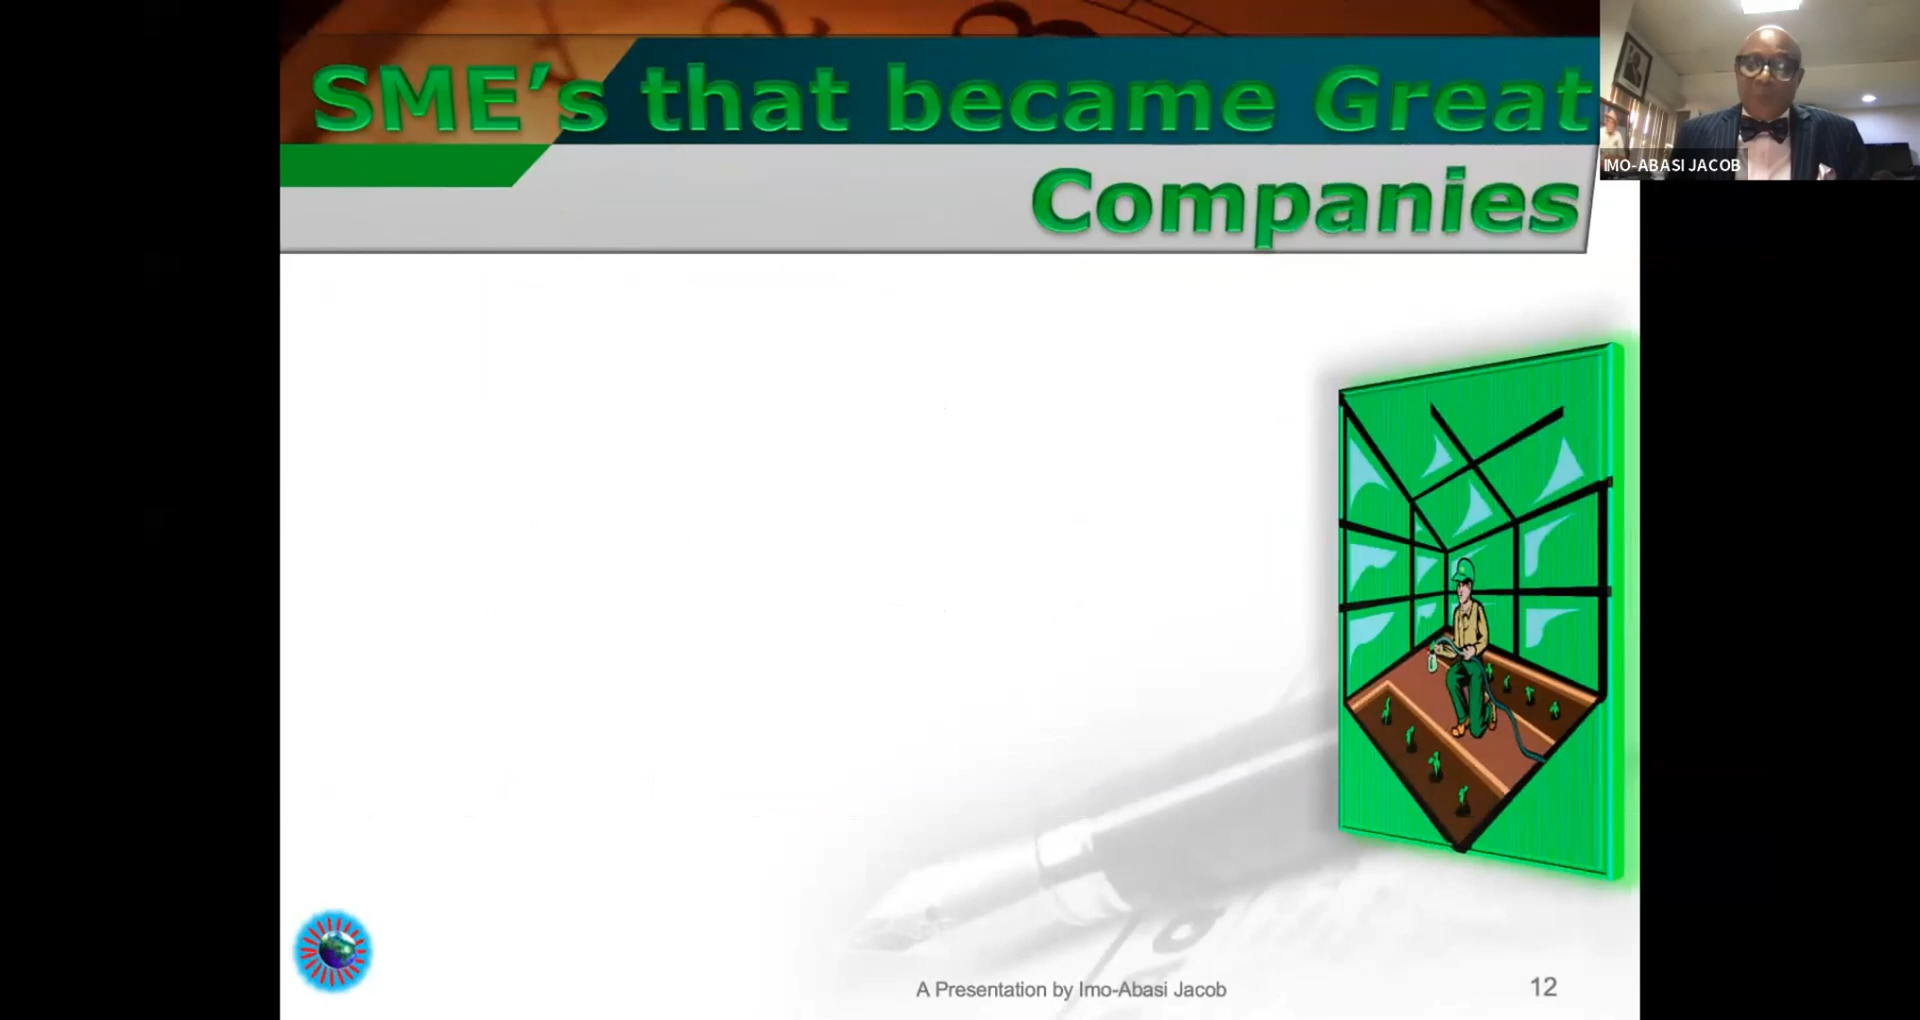 SME’s that became Great
Companies
IMO-ABASI JACOB
A Presentation by Imo-Abasi Jacob
12